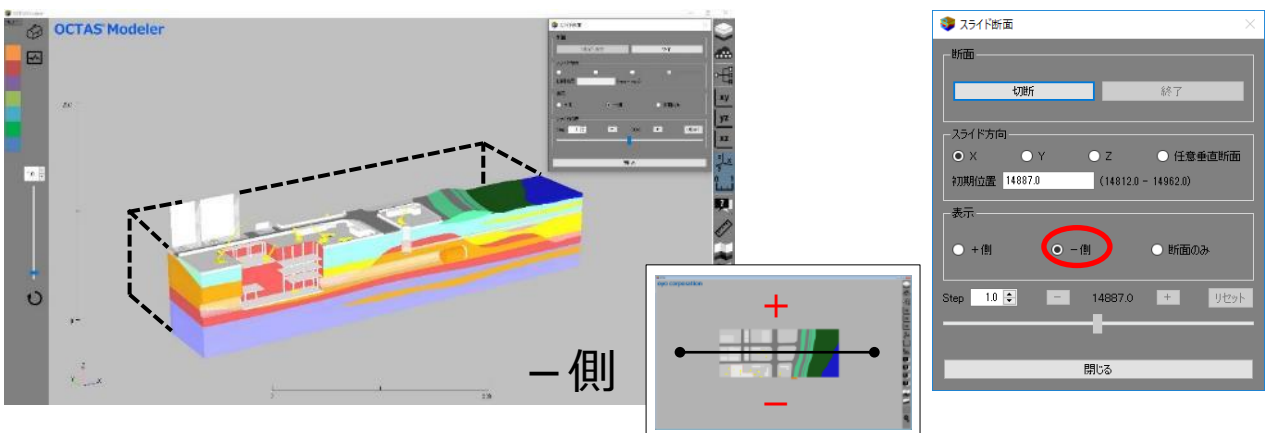 OCTAS Modeler
xy
yz
xz
−側
+
−
スライド断面
断面
切断
終了
スライド方向
X
Y
Z
任意垂直断面
初期位置
14887.0
(14812.0 - 14962.0)
表示
+側
−側
断面のみ
Step
1.0
−
14887.0
+
リセット
閉じる